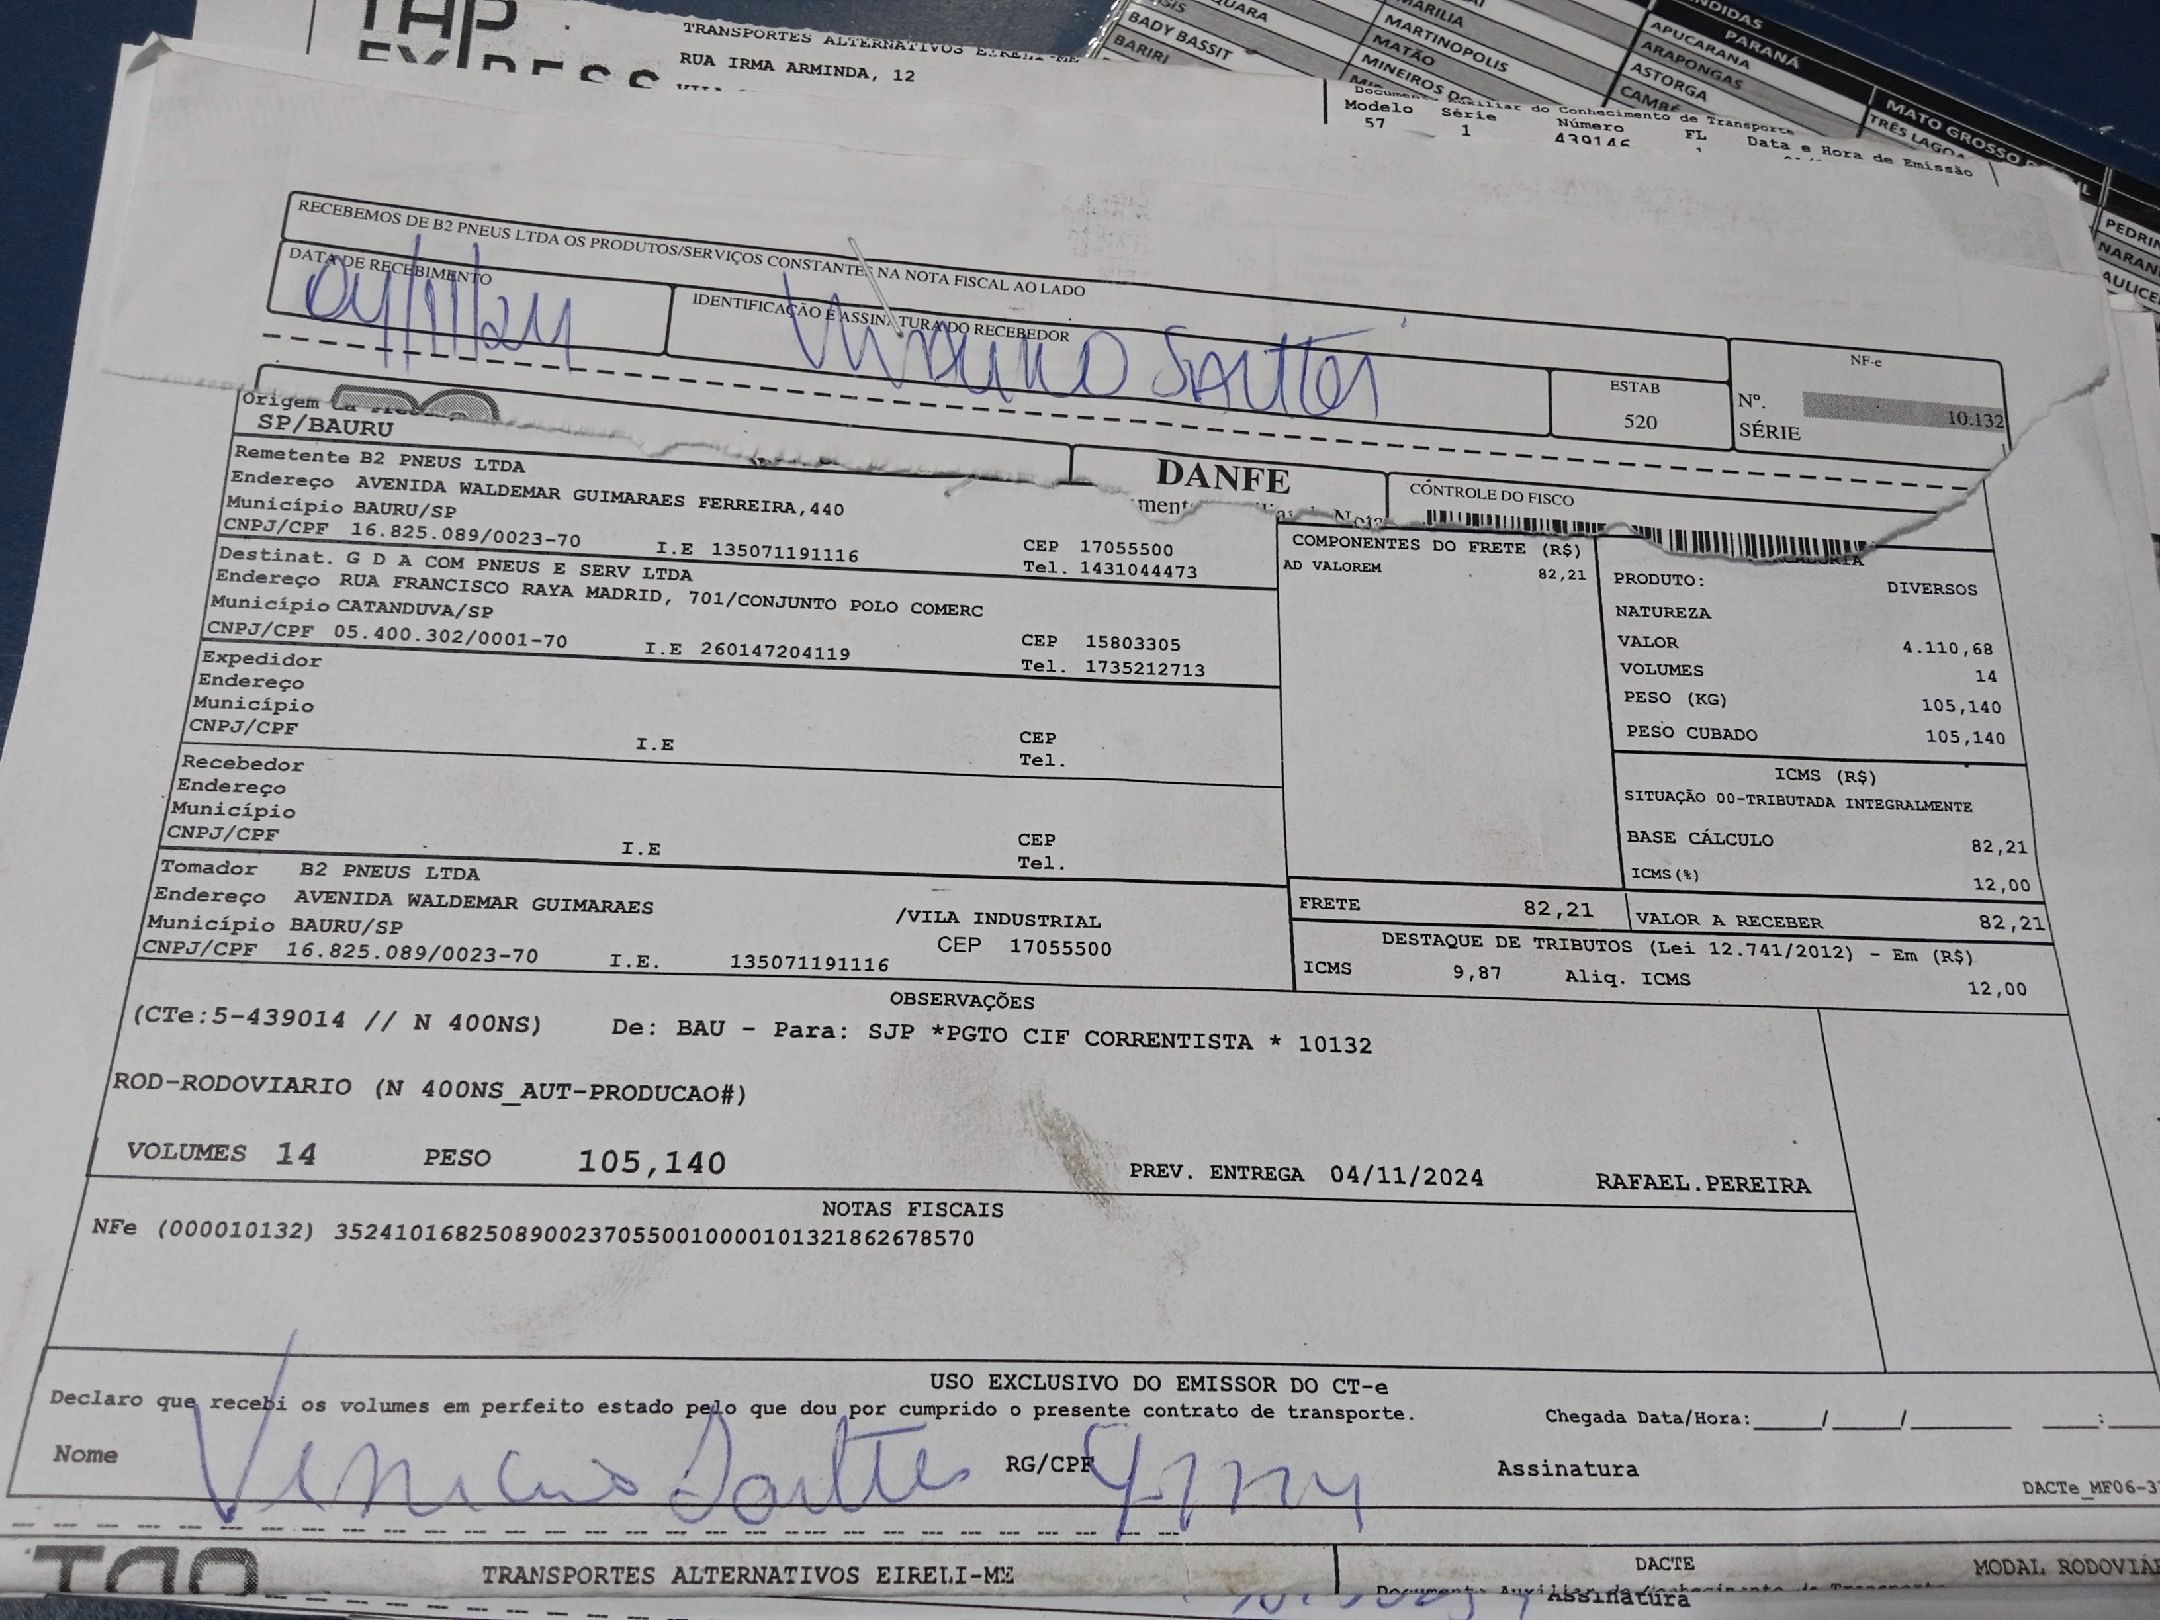 TRANSPORTES ALTERNATIVOS EIRELI-ME
RUA IRMA ARMINDA, 12
BADY BASSIT
BARIRI
MARILIA
MARTINOPOLIS
MATÃO
PARANÁ
APUCARANA
ARAPONGAS
ASTORGA
CAMBÉ
MATO GROSSO
Documento Auxiliar do Conhecimento de Transporte
Modelo Série Número FL Data e Hora de Emissão
57 1 439146 1
RECEBEMOS DE B2 PNEUS LTDA OS PRODUTOS/SERVIÇOS CONSTANTES NA NOTA FISCAL AO LADO
DATA DE RECEBIMENTO
04/11/24
IDENTIFICAÇÃO E ASSINATURA DO RECEBEDOR
ESTAB
520
NF-e
Nº. 10.132
SÉRIE
DANFE
CONTROLE DO FISCO
Origem
SP/BAURU
Remetente B2 PNEUS LTDA
Endereço AVENIDA WALDEMAR GUIMARAES FERREIRA,440
Município BAURU/SP CEP 17055500
CNPJ/CPF 16.825.089/0023-70 I.E 135071191116 Tel. 1431044473
Destinat. G D A COM PNEUS E SERV LTDA
Endereço RUA FRANCISCO RAYA MADRID, 701/CONJUNTO POLO COMERC
Município CATANDUVA/SP CEP 15803305
CNPJ/CPF 05.400.302/0001-70 I.E 260147204119 Tel. 1735212713
Expedidor
Endereço
Município CEP
CNPJ/CPF I.E Tel.
Recebedor
Endereço
Município CEP
CNPJ/CPF I.E Tel.
Tomador B2 PNEUS LTDA
Endereço AVENIDA WALDEMAR GUIMARAES /VILA INDUSTRIAL
Município BAURU/SP CEP 17055500
CNPJ/CPF 16.825.089/0023-70 I.E. 135071191116
COMPONENTES DO FRETE (R$)
AD VALOREM 82,21
PRODUTO: DIVERSOS
NATUREZA
VALOR 4.110,68
VOLUMES 14
PESO (KG) 105,140
PESO CUBADO 105,140
ICMS (R$)
SITUAÇÃO 00-TRIBUTADA INTEGRALMENTE
BASE CÁLCULO 82,21
ICMS(%) 12,00
FRETE 82,21 VALOR A RECEBER 82,21
DESTAQUE DE TRIBUTOS (Lei 12.741/2012) - Em (R$)
ICMS 9,87 Aliq. ICMS 12,00
OBSERVAÇÕES
(CTe:5-439014 // N 400NS) De: BAU - Para: SJP *PGTO CIF CORRENTISTA * 10132
ROD-RODOVIARIO (N 400NS_AUT-PRODUCAO#)
VOLUMES 14 PESO 105,140 PREV. ENTREGA 04/11/2024 RAFAEL.PEREIRA
NOTAS FISCAIS
NFe (000010132) 35241016825089002370550010000101321862678570
USO EXCLUSIVO DO EMISSOR DO CT-e
Declaro que recebi os volumes em perfeito estado pelo que dou por cumprido o presente contrato de transporte. Chegada Data/Hora:____/____/______ ___:
Nome RG/CPF Assinatura
DACTe_MF06-3
TRANSPORTES ALTERNATIVOS EIRELI-ME
DACTE
Assinatura